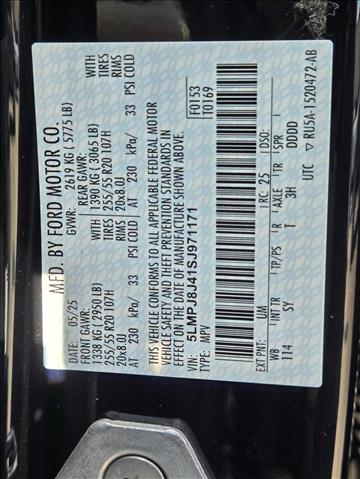 MFD. BY FORD MOTOR CO.
DATE: 05/25 GVWR: 2619 KG ( 5775 LB)
FRONT GAWR: REAR GAWR:
1338 KG ( 2950 LB) 1390 KG ( 3065 LB) WITH
255/55 R20 107H 255/55 R20 107H TIRES
20x8.0J 20x8.0J RIMS
AT 230 kPa/ 33 PSI COLD AT 230 kPa/ 33 PSI COLD
THIS VEHICLE CONFORMS TO ALL APPLICABLE FEDERAL MOTOR
VEHICLE SAFETY AND THEFT PREVENTION STANDARDS IN
EFFECT ON THE DATE OF MANUFACTURE SHOWN ABOVE.
VIN: 5LMPJ8J41SJ971171
TYPE: MPV
F0153
T0169
EXT PNT: UM RC: 25 DSO:
WB INT TR TP/PS R AXLE TR SPR
114 SY T 3H DDDD
UTC ▽ RU5A-1520472-AB